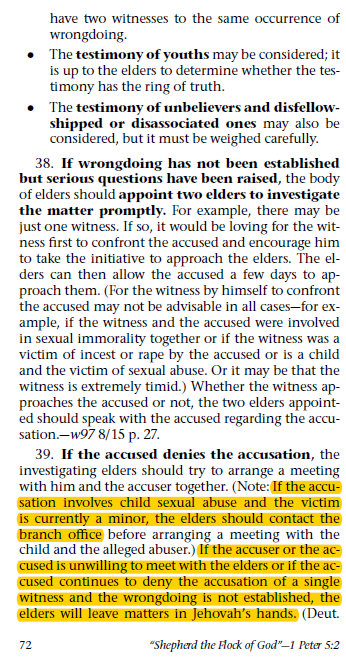 have two witnesses to the same occurrence of
wrongdoing.
• The testimony of youths may be considered; it
is up to the elders to determine whether the tes-
timony has the ring of truth.
• The testimony of unbelievers and disfellow-
shipped or disassociated ones may also be
considered, but it must be weighed carefully.
38. If wrongdoing has not been established
but serious questions have been raised, the body
of elders should appoint two elders to investigate
the matter promptly. For example, there may be
just one witness. If so, it would be loving for the wit-
ness first to confront the accused and encourage him
to take the initiative to approach the elders. The el-
ders can then allow the accused a few days to ap-
proach them. (For the witness by himself to confront
the accused may not be advisable in all cases—for ex-
ample, if the witness and the accused were involved
in sexual immorality together or if the witness was a
victim of incest or rape by the accused or is a child
and the victim of sexual abuse. Or it may be that the
witness is extremely timid.) Whether the witness ap-
proaches the accused or not, the two elders appoint-
ed should speak with the accused regarding the accu-
sation.—w97 8/15 p. 27.
39. If the accused denies the accusation, the
investigating elders should try to arrange a meeting
with him and the accuser together. (Note: If the accu-
sation involves child sexual abuse and the victim
is currently a minor, the elders should contact the
branch office before arranging a meeting with the
child and the alleged abuser.) If the accuser or the ac-
cused is unwilling to meet with the elders or if the ac-
cused continues to deny the accusation of a single
witness and the wrongdoing is not established, the
elders will leave matters in Jehovah's hands. (Deut.
72 "Shepherd the Flock of God"—1 Peter 5:2